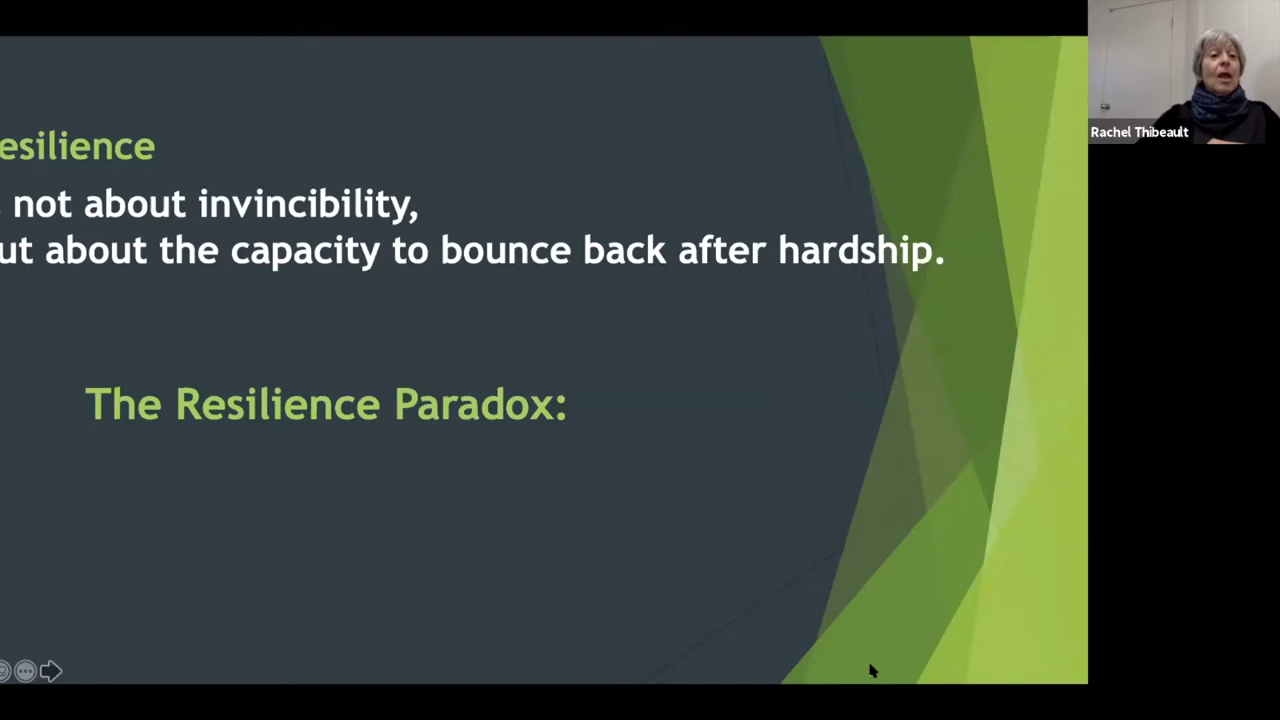 esilience
not about invincibility,
ut about the capacity to bounce back after hardship.
The Resilience Paradox:
Rachel Thibeault